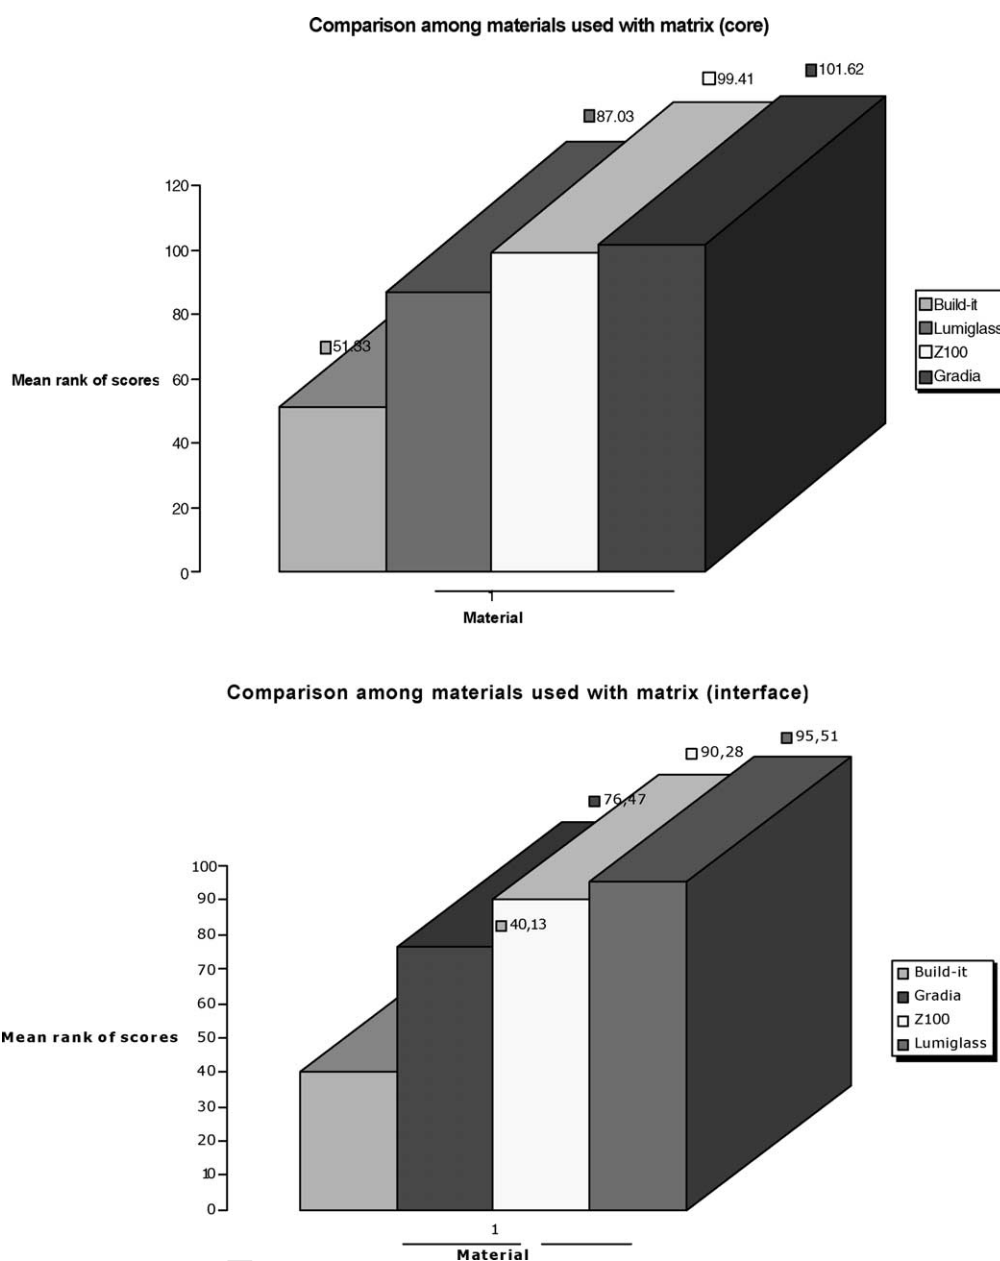 Comparison among materials used with matrix (core)
101.62
99.41
87.03
120
100
80
Build-it
Lumiglass
51.33
Z100
Mean rank of scores
60
Gradia
40
20
0
1
Material
Comparison among materials used with matrix (interface)
95,51
90,28
76,47
100
90
40,13
80
70
Build-it
Gradia
60
Z100
Mean rank of scores
50
Lumiglass
40
30
20
10
0
1
Material